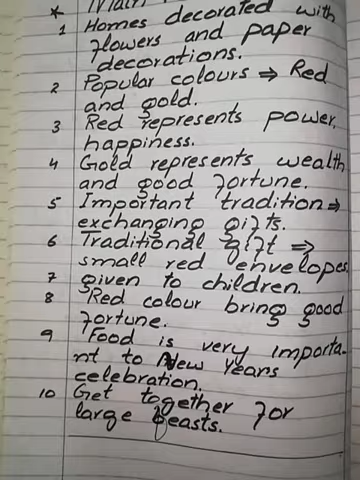 * Main
1 Homes decorated with
flowers and paper
decorations.
2 Popular colours ⇒ Red
and gold.
3 Red represents power,
happiness.
4 Gold represents wealth
and good fortune.
5 Important tradition ⇒
exchanging gifts.
6 Traditional gift ⇒
small red envelopes
7 given to children.
8 Red colour bring good
fortune.
9 Food is very importa-
nt to New Years
celebration.
10 Get together for
large feasts.